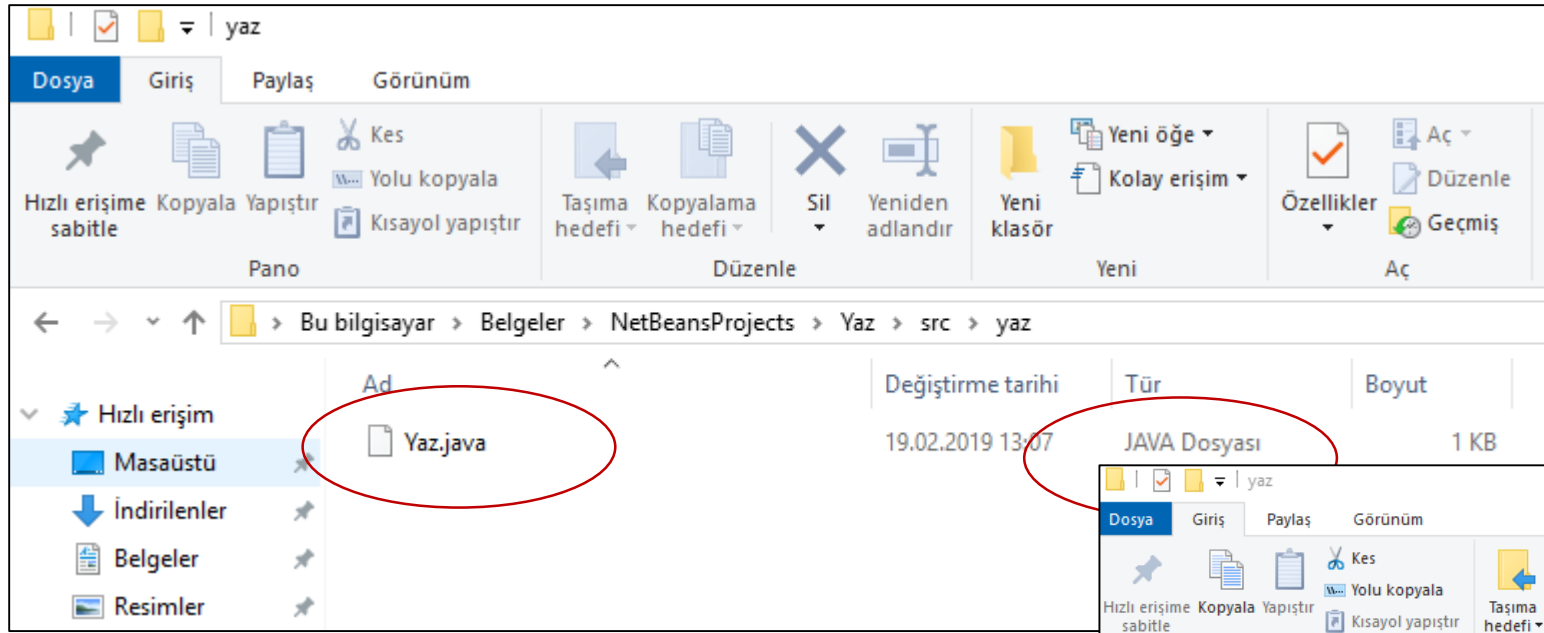 yaz
Dosya Giriş Paylaş Görünüm
Hızlı erişime sabitle
Kopyala
Yapıştır
Kes
Yolu kopyala
Kısayol yapıştır
Pano
Taşıma hedefi
Kopyalama hedefi
Sil
Yeniden adlandır
Düzenle
Yeni klasör
Yeni öğe
Kolay erişim
Yeni
Özellikler
Aç
Düzenle
Geçmiş
Aç
Bu bilgisayar > Belgeler > NetBeansProjects > Yaz > src > yaz
Ad Değiştirme tarihi Tür Boyut
Yaz.java 19.02.2019 13:07 JAVA Dosyası 1 KB
Hızlı erişim
Masaüstü
İndirilenler
Belgeler
Resimler
yaz
Dosya Giriş Paylaş Görünüm
Hızlı erişime sabitle
Kopyala
Yapıştır
Kes
Yolu kopyala
Kısayol yapıştır
Taşıma hedefi